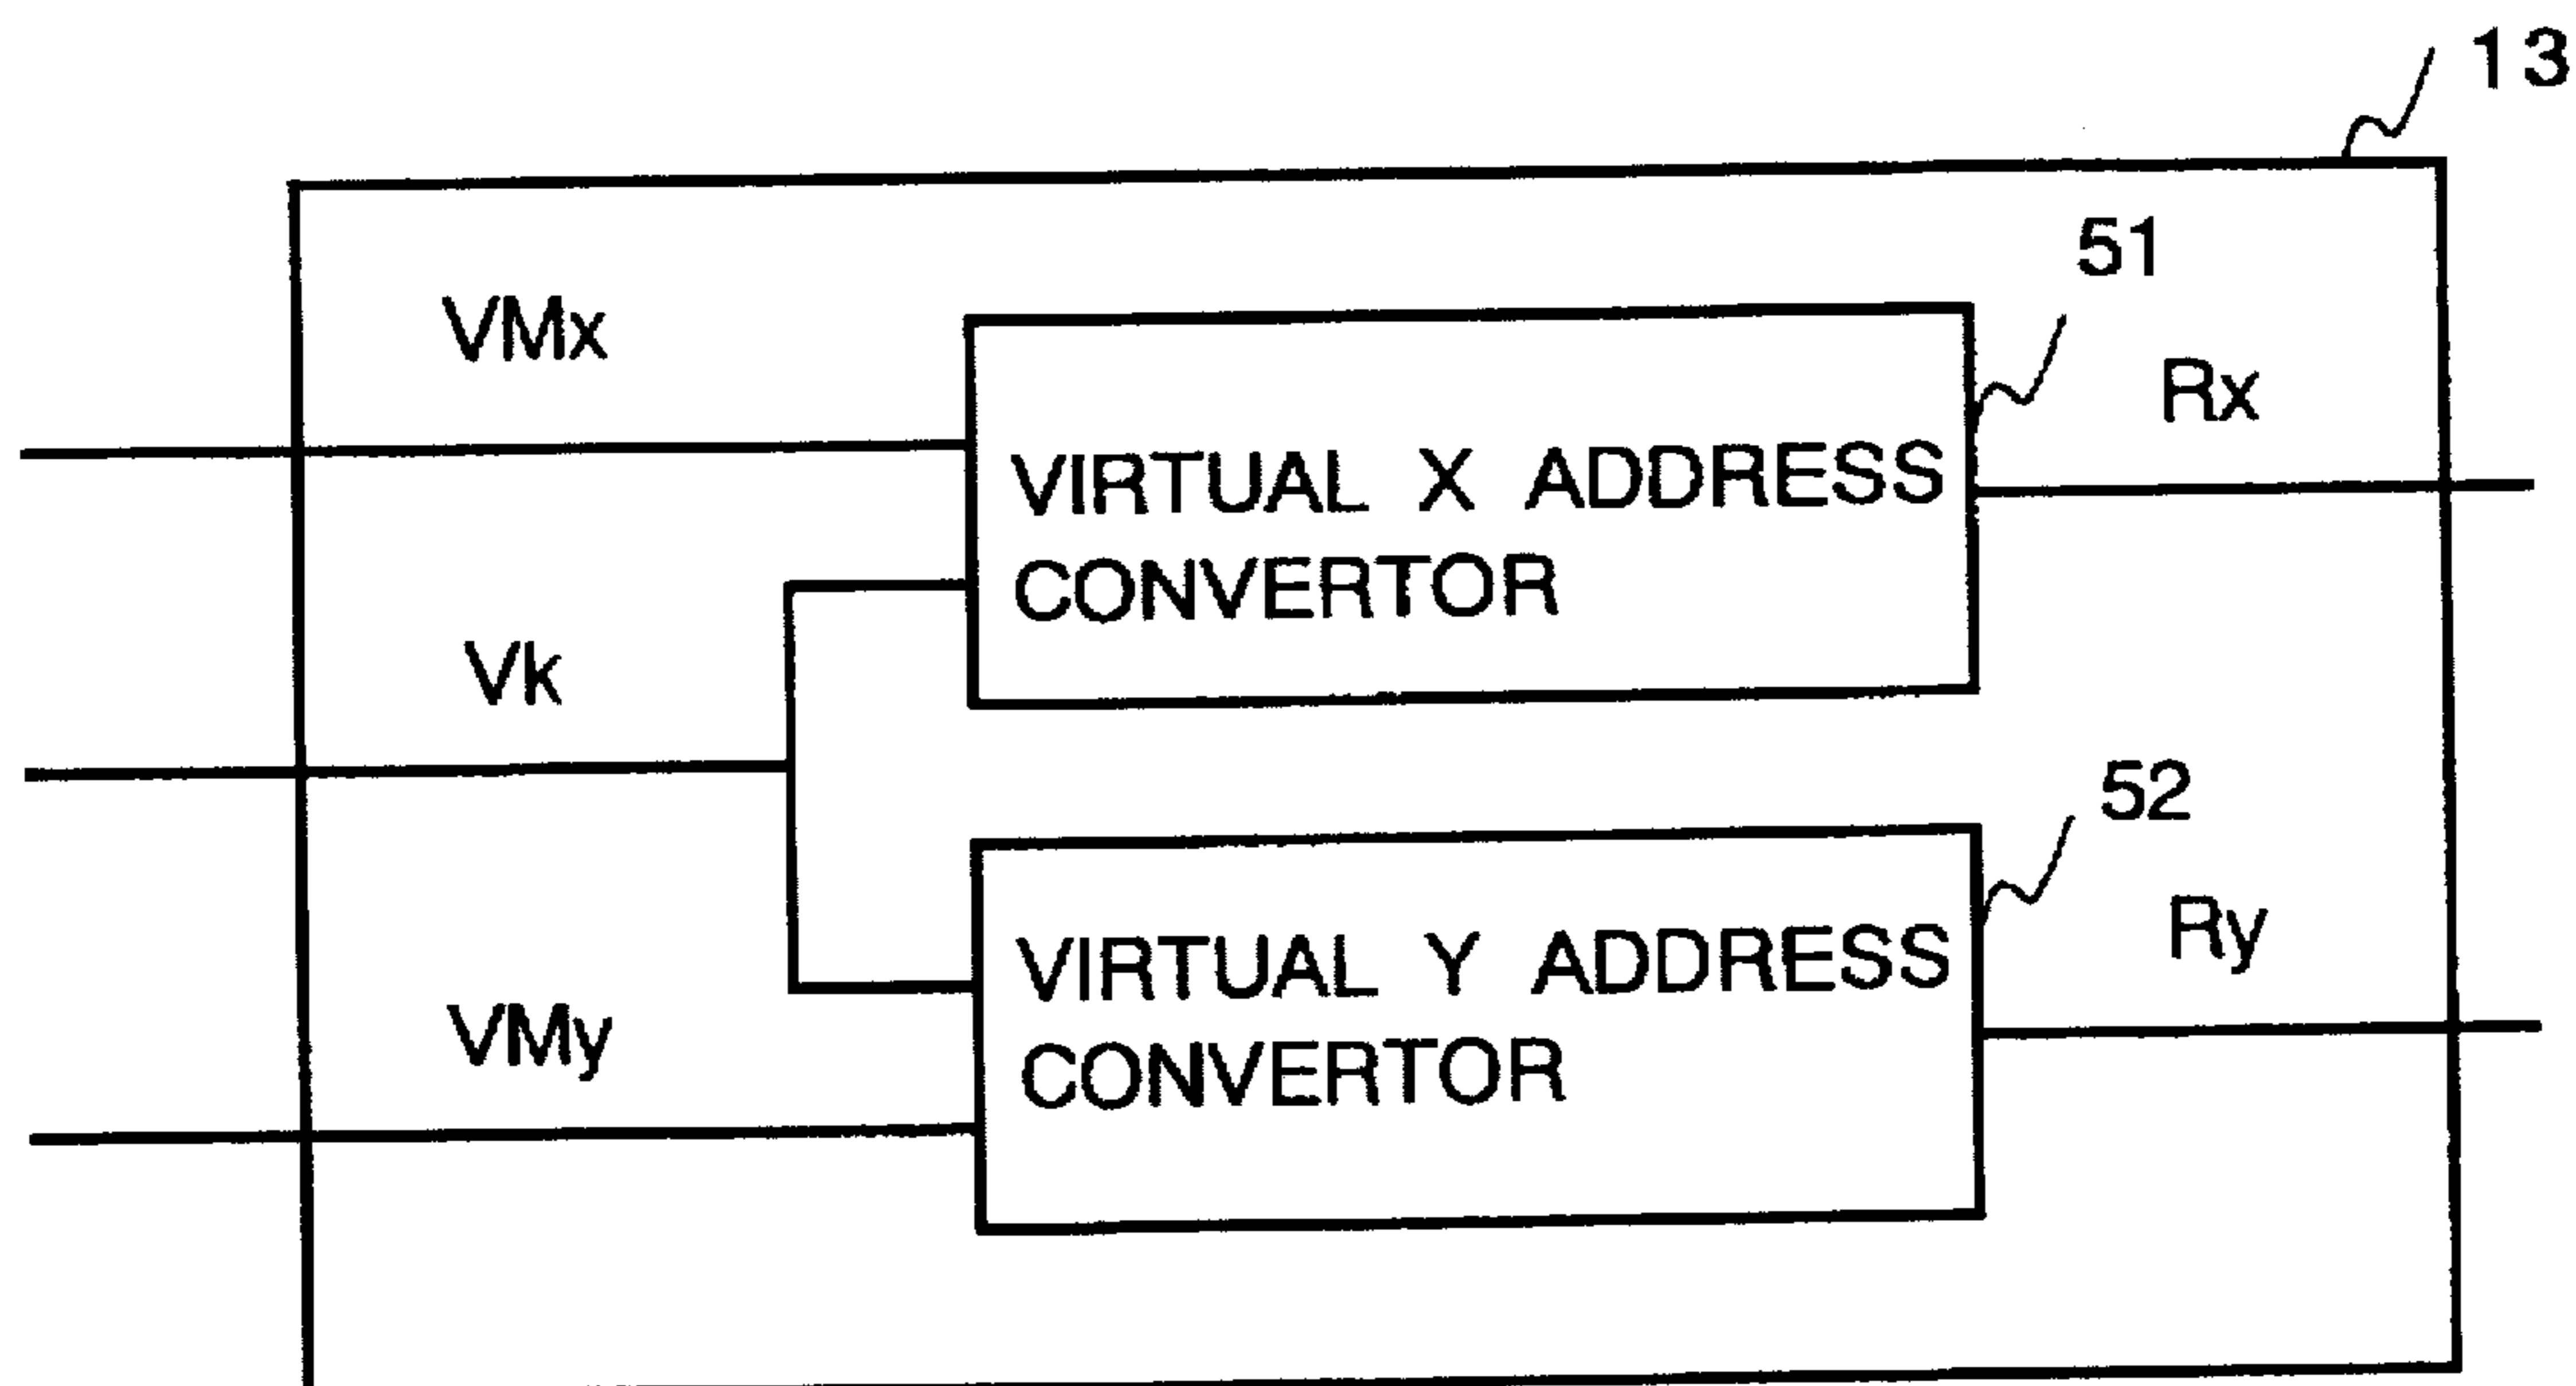 13
51
VMx
Rx
VIRTUAL X ADDRESS
CONVERTOR
Vk
52
Ry
VIRTUAL Y ADDRESS
CONVERTOR
VMy